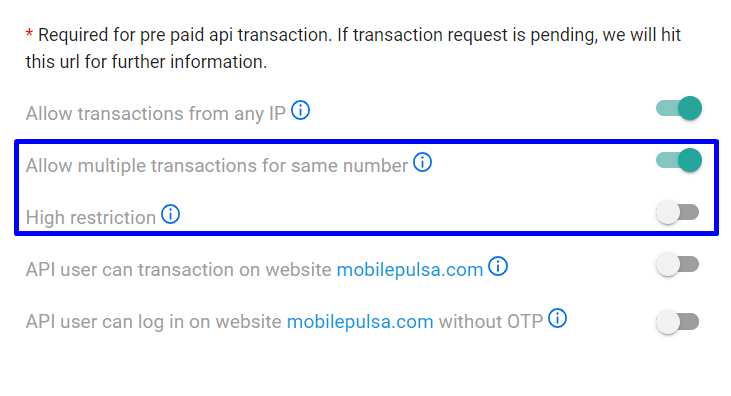 * Required for pre paid api transaction. If transaction request is pending, we will hit
this url for further information.
Allow transactions from any IP
Allow multiple transactions for same number
High restriction
API user can transaction on website mobilepulsa.com
API user can log in on website mobilepulsa.com without OTP